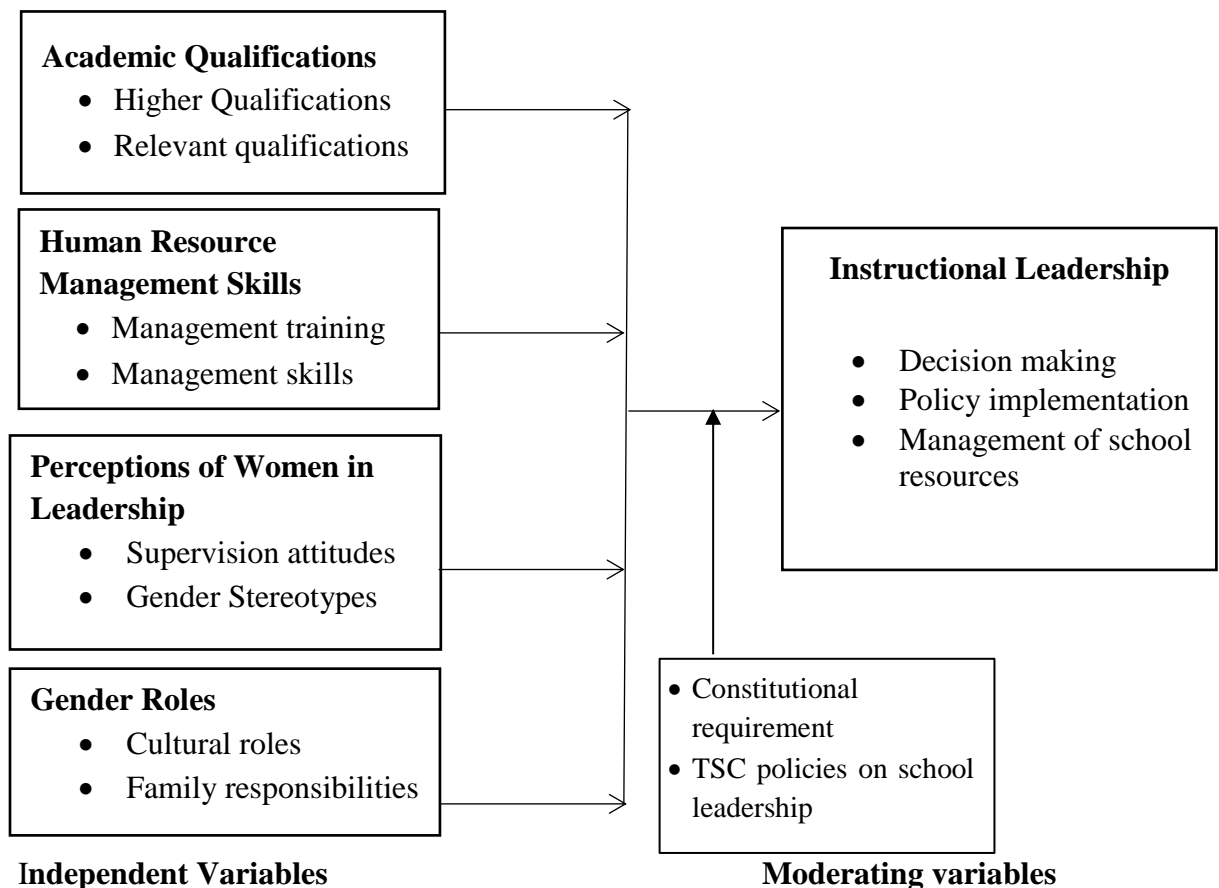 Academic Qualifications
• Higher Qualifications
• Relevant qualifications
Human Resource
Management Skills
• Management training
• Management skills
Perceptions of Women in
Leadership
• Supervision attitudes
• Gender Stereotypes
Gender Roles
• Cultural roles
• Family responsibilities
Independent Variables
Instructional Leadership
• Decision making
• Policy implementation
• Management of school
resources
• Constitutional
requirement
• TSC policies on school
leadership
Moderating variables